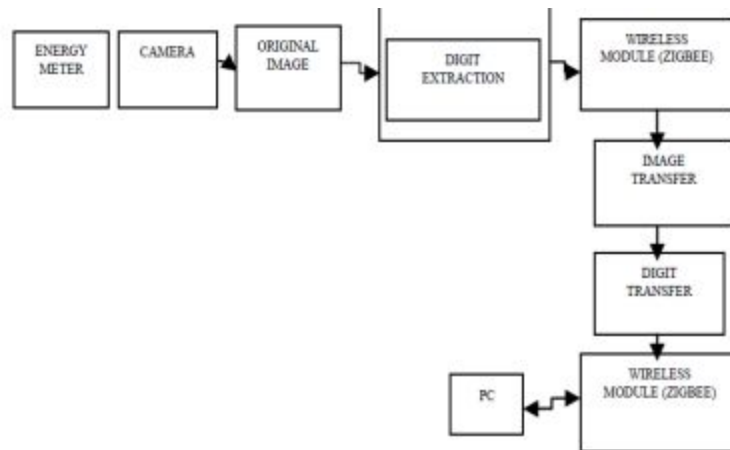 ENERGY
METER
CAMERA
ORIGINAL
IMAGE
DIGIT
EXTRACTION
WIRELESS
MODULE (ZIGBEE)
IMAGE
TRANSFER
DIGIT
TRANSFER
WIRELESS
MODULE (ZIGBEE)
PC